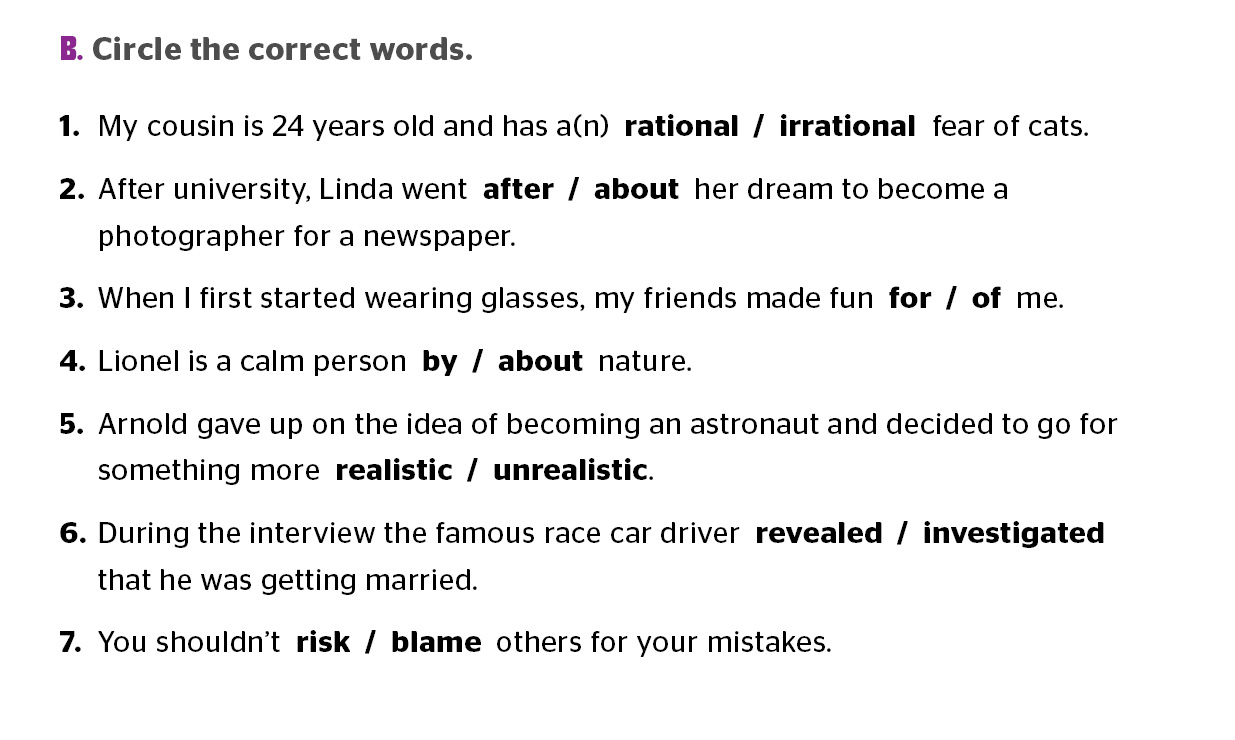 B. Circle the correct words.
1. My cousin is 24 years old and has a(n) rational / irrational fear of cats.
2. After university, Linda went after / about her dream to become a
photographer for a newspaper.
3. When I first started wearing glasses, my friends made fun for / of me.
4. Lionel is a calm person by / about nature.
5. Arnold gave up on the idea of becoming an astronaut and decided to go for
something more realistic / unrealistic.
6. During the interview the famous race car driver revealed / investigated
that he was getting married.
7. You shouldn’t risk / blame others for your mistakes.